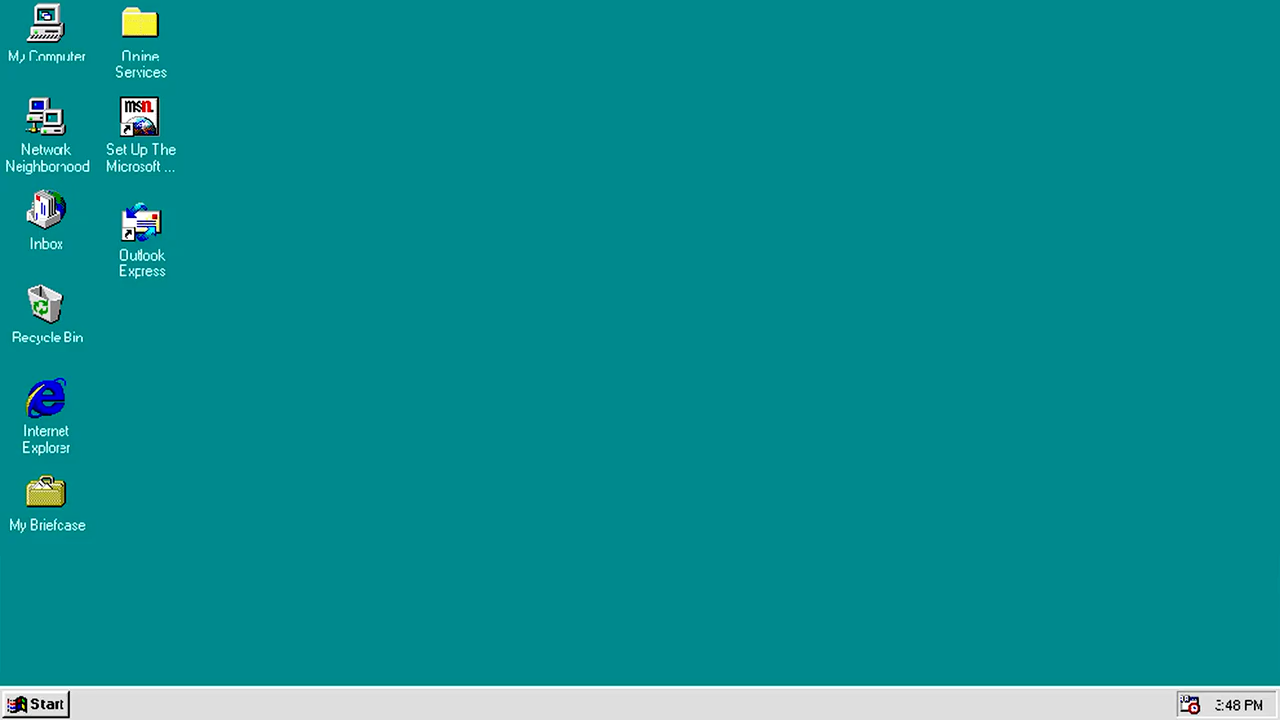 My Computer
Online
Services
Network
Neighborhood
msn.
Set Up The
Microsoft ...
Inbox
Outlook
Express
Recycle Bin
Internet
Explorer
My Briefcase
Start
3:48 PM